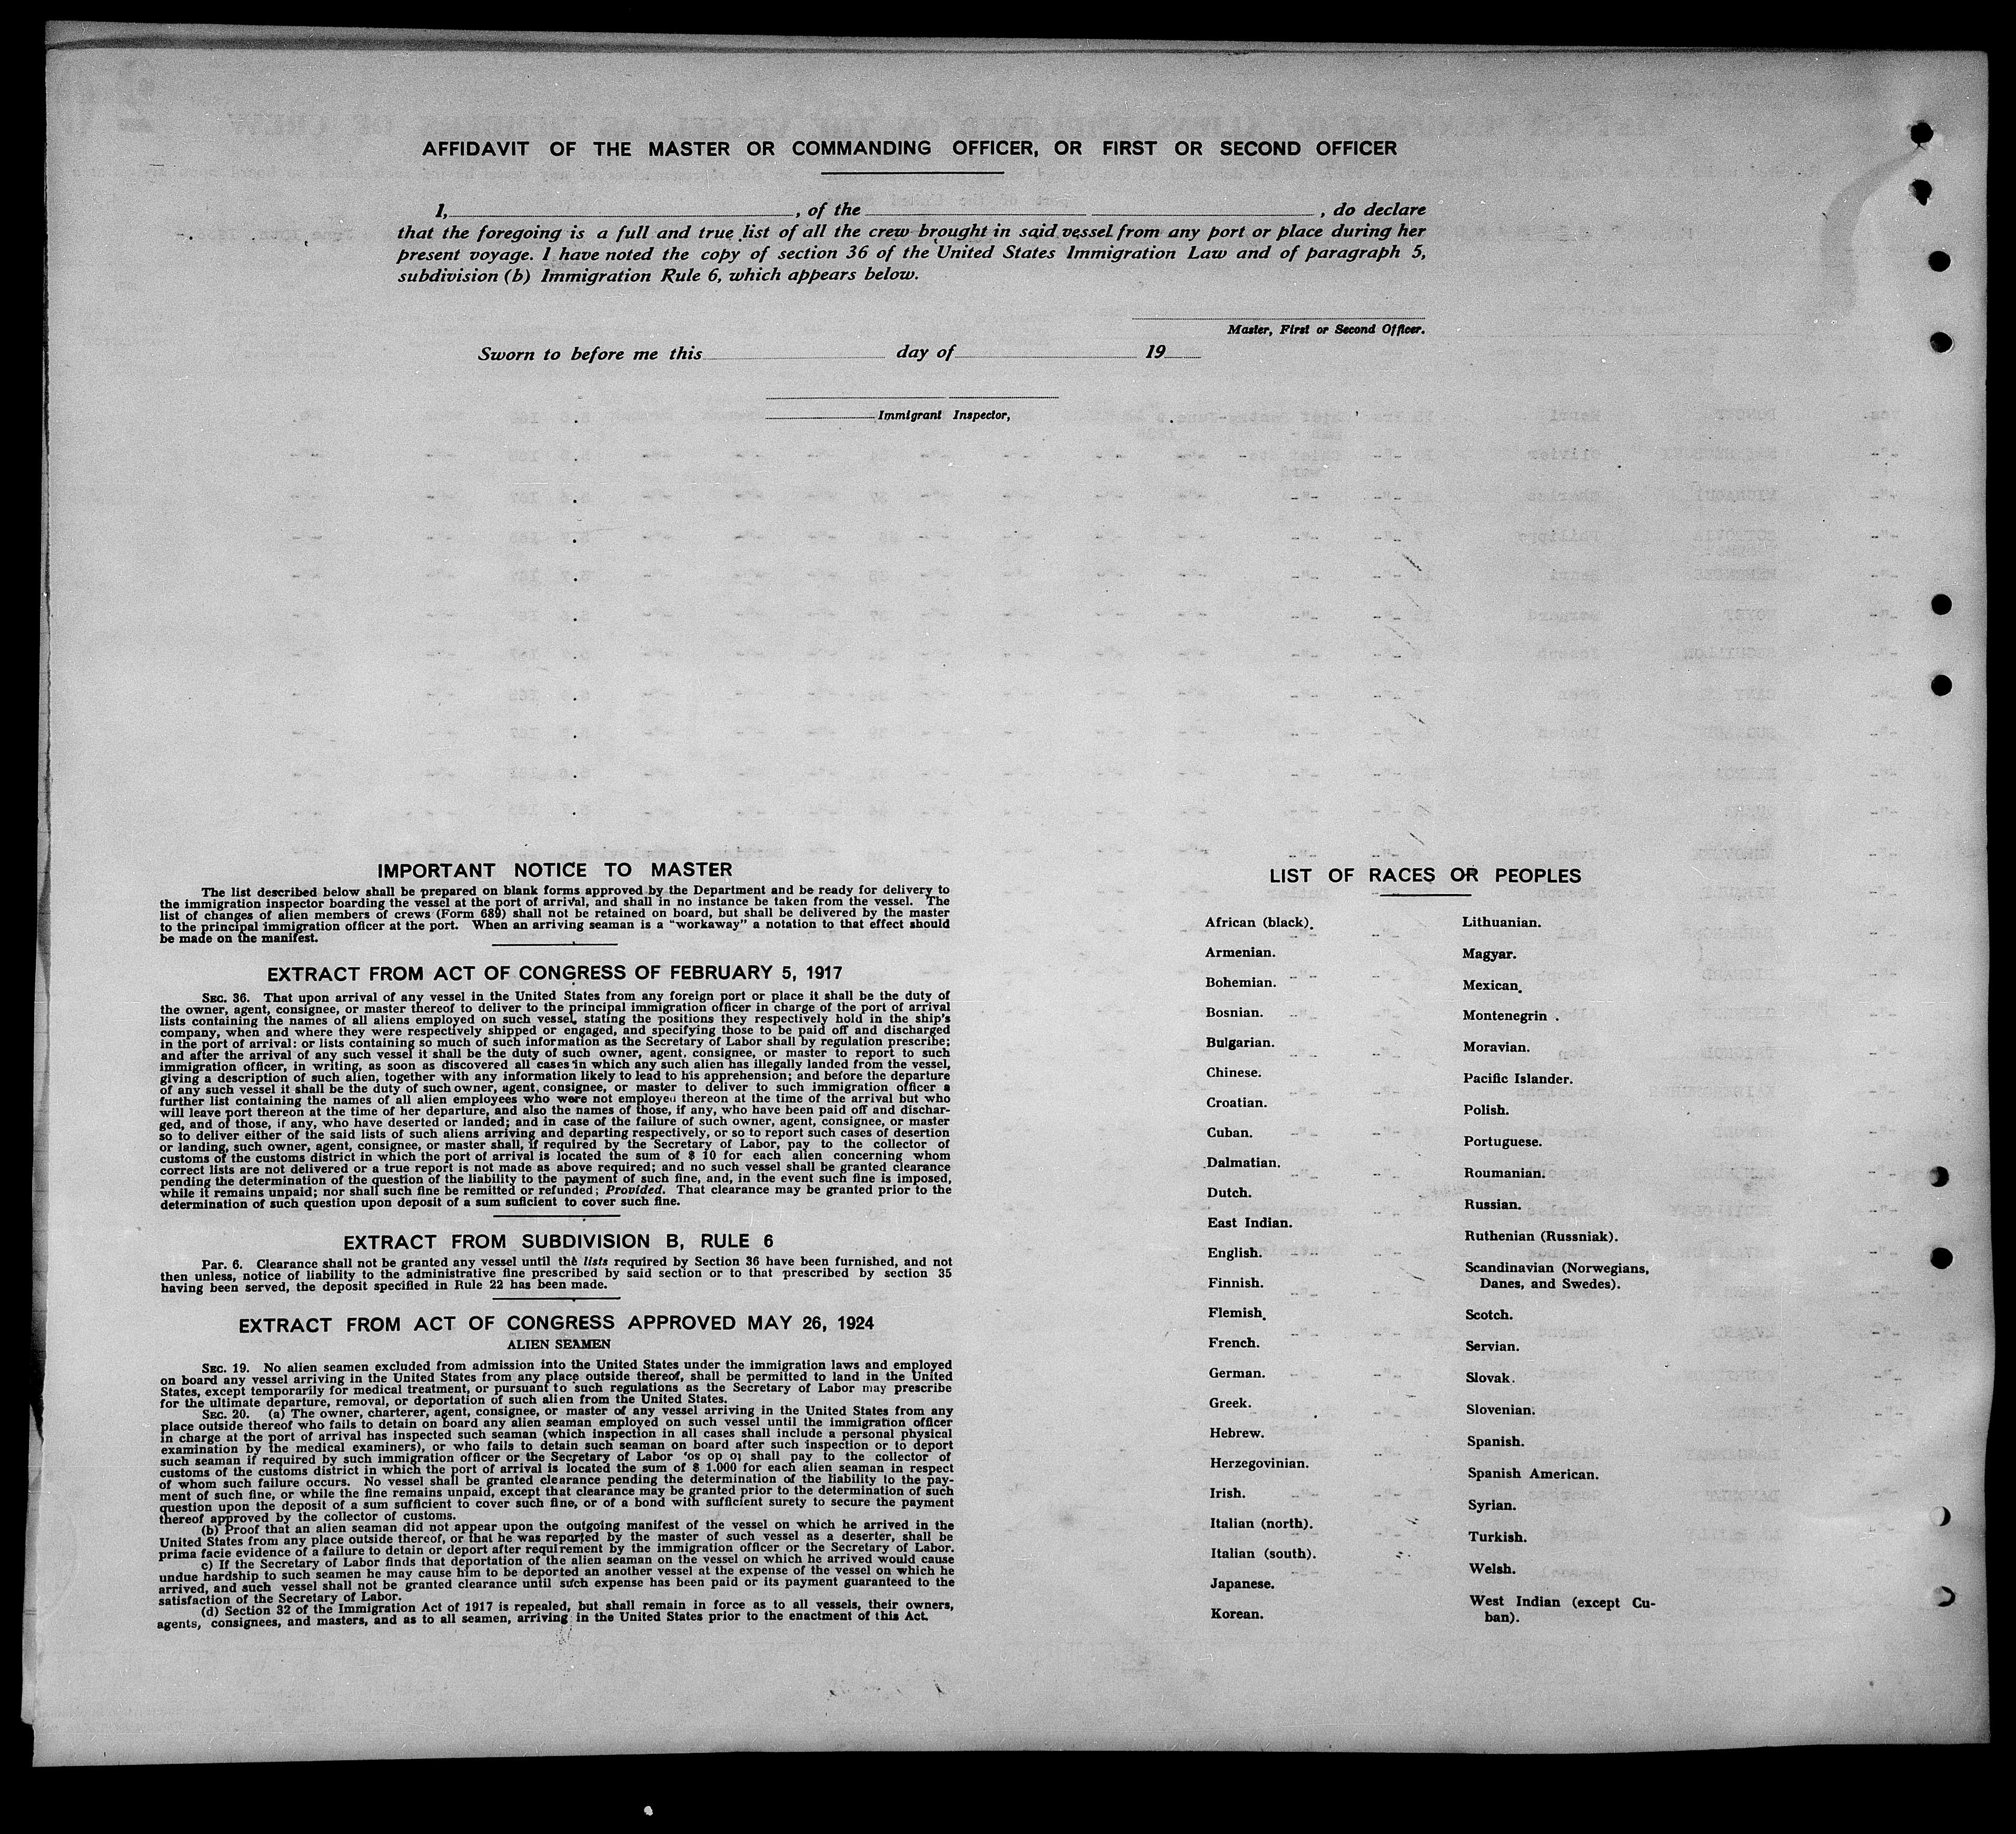 AFFIDAVIT OF THE MASTER OR COMMANDING OFFICER, OR FIRST OR SECOND OFFICER
I, , of the , do declare
that the foregoing is a full and true list of all the crew brought in said vessel from any port or place during her
present voyage. I have noted the copy of section 36 of the United States Immigration Law and of paragraph 5,
subdivision (b) Immigration Rule 6, which appears below.
Master, First or Second Officer.
Sworn to before me this day of 19
Immigrant Inspector,
IMPORTANT NOTICE TO MASTER
The list described below shall be prepared on blank forms approved by the Department and be ready for delivery to
the immigration inspector boarding the vessel at the port of arrival, and shall in no instance be taken from the vessel. The
list of changes of alien members of crews (Form 689) shall not be retained on board, but shall be delivered by the master
to the principal immigration officer at the port. When an arriving seaman is a "workaway" a notation to that effect should
be made on the manifest.
EXTRACT FROM ACT OF CONGRESS OF FEBRUARY 5, 1917
SEC. 36. That upon arrival of any vessel in the United States from any foreign port or place it shall be the duty of
the owner, agent, consignee, or master thereof to deliver to the principal immigration officer in charge of the port of arrival
lists containing the names of all aliens employed on such vessel, stating the positions they respectively hold in the ship's
company, when and where they were respectively shipped or engaged, and specifying those to be paid off and discharged
in the port of arrival: or lists containing so much of such information as the Secretary of Labor shall by regulation prescribe;
and after the arrival of any such vessel it shall be the duty of such owner, agent, consignee, or master to report to such
immigration officer, in writing, as soon as discovered all cases in which any such alien has illegally landed from the vessel,
giving a description of such alien, together with any information likely to lead to his apprehension; and before the departure
of any such vessel it shall be the duty of such owner, agent, consignee, or master to deliver to such immigration officer a
further list containing the names of all alien employees who were not employed thereon at the time of the arrival but who
will leave port thereon at the time of her departure, and also the names of those, if any, who have been paid off and dischar-
ged, and of those, if any, who have deserted or landed; and in case of the failure of such owner, agent, consignee, or master
so to deliver either of the said lists of such aliens arriving and departing respectively, or so to report such cases of desertion
or landing, such owner, agent, consignee, or master shall, if required by the Secretary of Labor, pay to the collector of
customs of the customs district in which the port of arrival is located the sum of $ 10 for each alien concerning whom
correct lists are not delivered or a true report is not made as above required; and no such vessel shall be granted clearance
pending the determination of the question of the liability to the payment of such fine, and, in the event such fine is imposed,
while it remains unpaid; nor shall such fine be remitted or refunded; Provided. That clearance may be granted prior to the
determination of such question upon deposit of a sum suficient to cover such fine.
EXTRACT FROM SUBDIVISION B, RULE 6
Par. 6. Clearance shall not be granted any vessel until the lists required by Section 36 have been furnished, and not
then unless, notice of liability to the administrative fine prescribed by said section or to that prescribed by section 35
having been served, the deposit specified in Rule 22 has been made.
EXTRACT FROM ACT OF CONGRESS APPROVED MAY 26, 1924
ALIEN SEAMEN
SEC. 19. No alien seamen excluded from admission into the United States under the immigration laws and employed
on board any vessel arriving in the United States from any place outside thereof, shall be permitted to land in the United
States, except temporarily for medical treatment, or pursuant to such regulations as the Secretary of Labor may prescribe
for the ultimate departure, removal, or deportation of such alien from the United States.
SEC. 20. (a) The owner, charterer, agent, consignee, or master of any vessel arriving in the United States from any
place outside thereof who fails to detain on board any alien seaman employed on such vessel until the immigration officer
in charge at the port of arrival has inspected such seaman (which inspection in all cases shall include a personal physical
examination by the medical examiners), or who fails to detain such seaman on board after such inspection or to deport
such seaman if required by such immigration officer or the Secretary of Labor 'os op oʇ shall pay to the collector of
customs of the customs district in which the port of arrival is located the sum of $ 1.000 for each alien seaman in respect
of whom such failure occurs. No vessel shall be granted clearance pending the determination of the liability to the pay-
ment of such fine, or while the fine remains unpaid, except that clearance may be granted prior to the determination of such
question upon the deposit of a sum sufficient to cover such fine, or of a bond with sufficient surety to secure the payment
thereof approved by the collector of customs.
(b) Proof that an alien seaman did not appear upon the outgoing manifest of the vessel on which he arrived in the
United States from any place outside thereof, or that he was reported by the master of such vessel as a deserter, shall be
prima facie evidence of a failure to detain or deport after requirement by the immigration officer or the Secretary of Labor.
c) If the Secretary of Labor finds that deportation of the alien seaman on the vessel on which he arrived would cause
undue hardship to such seamen he may cause him to be deported an another vessel at the expense of the vessel on which he
arrived, and such vessel shall not be granted clearance until such expense has been paid or its payment guaranteed to the
satisfaction of the Secretary of Labor.
(d) Section 32 of the Immigration Act of 1917 is repealed, but shall remain in force as to all vessels, their owners,
agents, consignees, and masters, and as to all seamen, arriving in the United States prior to the enactment of this Act.
LIST OF RACES OR PEOPLES
African (black).
Armenian.
Bohemian.
Bosnian.
Bulgarian.
Chinese.
Croatian.
Cuban.
Dalmatian.
Dutch.
East Indian.
English.
Finnish.
Flemish.
French.
German.
Greek.
Hebrew.
Herzegovinian.
Irish.
Italian (north).
Italian (south).
Japanese.
Korean.
Lithuanian.
Magyar.
Mexican.
Montenegrin .
Moravian.
Pacific Islander.
Polish.
Portuguese.
Roumanian.
Russian.
Ruthenian (Russniak).
Scandinavian (Norwegians,
Danes, and Swedes).
Scotch.
Servian.
Slovak.
Slovenian.
Spanish.
Spanish American.
Syrian.
Turkish.
Welsh.
West Indian (except Cu-
ban).